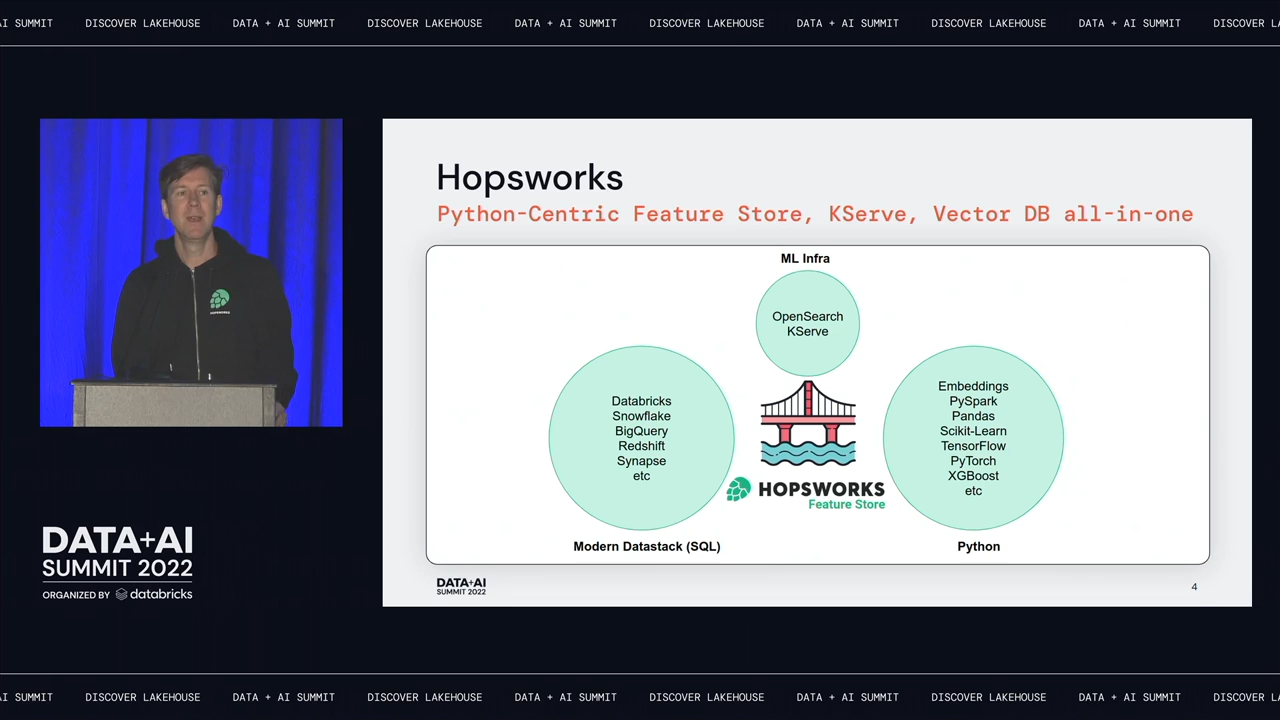 AI SUMMIT DISCOVER LAKEHOUSE DATA + AI SUMMIT DISCOVER LAKEHOUSE DATA + AI SUMMIT DISCOVER LAKEHOUSE DATA + AI SUMMIT DISCOVER LAKEHOUSE DATA + AI SUMMIT DISCOVER
Hopsworks
Python-Centric Feature Store, KServe, Vector DB all-in-one
ML Infra
OpenSearch
KServe
Databricks
Snowflake
BigQuery
Redshift
Synapse
etc
Modern Datastack (SQL)
HOPSWORKS
Feature Store
Embeddings
PySpark
Pandas
Scikit-Learn
TensorFlow
PyTorch
XGBoost
etc
Python
DATA+AI
SUMMIT 2022
4
HOPSWORKS
DATA+AI
SUMMIT 2022
ORGANIZED BY databricks
AI SUMMIT DISCOVER LAKEHOUSE DATA + AI SUMMIT DISCOVER LAKEHOUSE DATA + AI SUMMIT DISCOVER LAKEHOUSE DATA + AI SUMMIT DISCOVER LAKEHOUSE DATA + AI SUMMIT DISCOVER